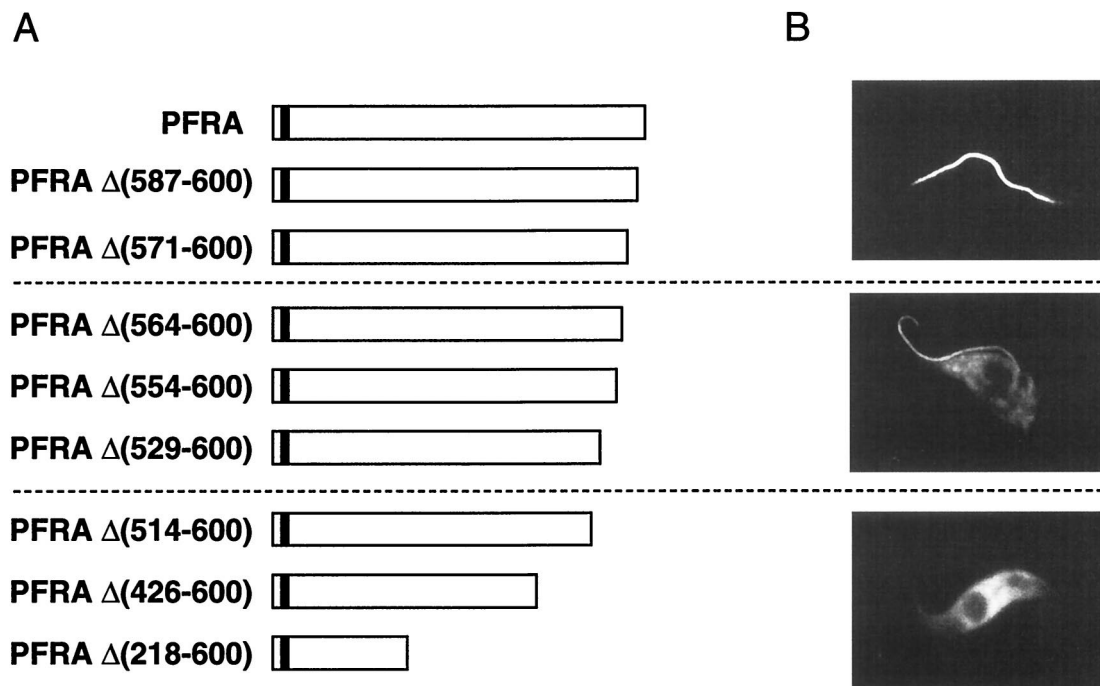 A
B
PFRA
PFRA Δ(587-600)
PFRA Δ(571-600)
PFRA Δ(564-600)
PFRA Δ(554-600)
PFRA Δ(529-600)
PFRA Δ(514-600)
PFRA Δ(426-600)
PFRA Δ(218-600)